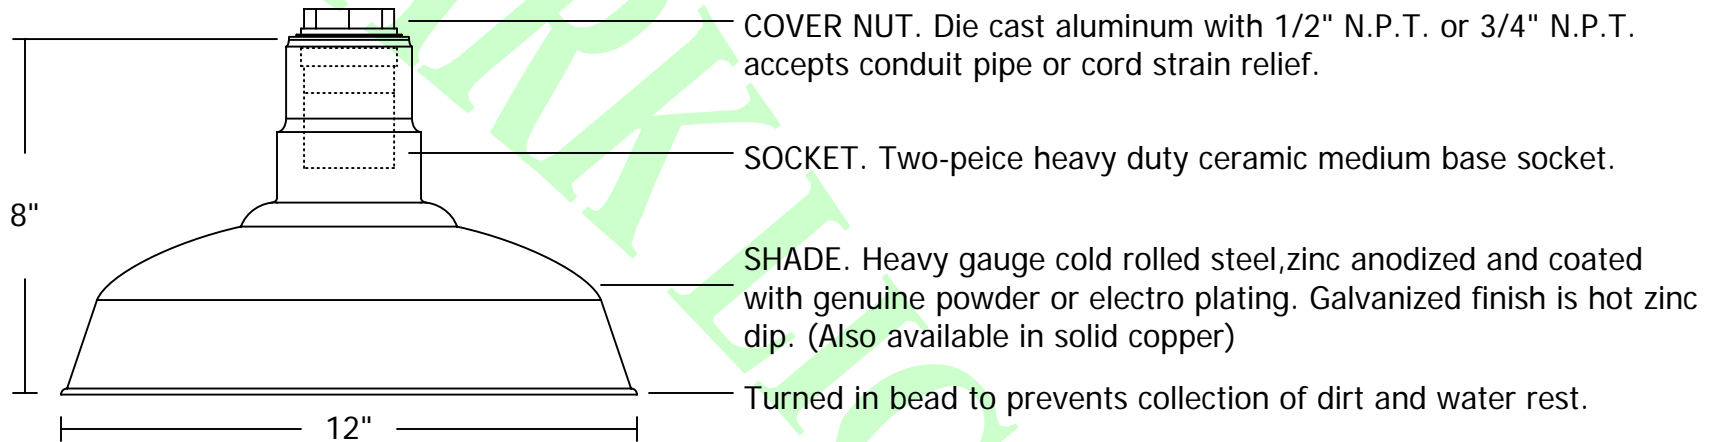 COVER NUT. Die cast aluminum with 1/2" N.P.T. or 3/4" N.P.T.
accepts conduit pipe or cord strain relief.
SOCKET. Two-peice heavy duty ceramic medium base socket.
8"
SHADE. Heavy gauge cold rolled steel,zinc anodized and coated
with genuine powder or electro plating. Galvanized finish is hot zinc
dip. (Also available in solid copper)
Turned in bead to prevents collection of dirt and water rest.
12"